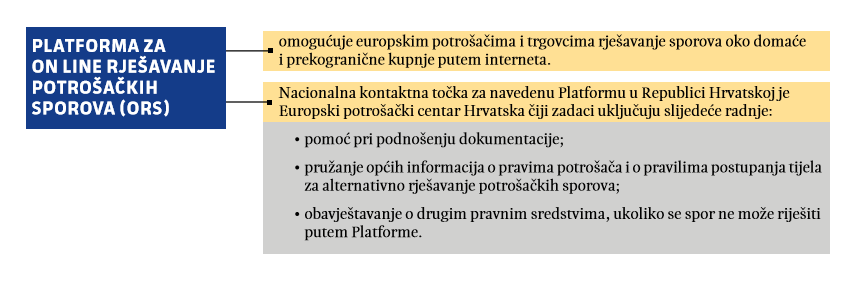 PLATFORMA ZA
ON LINE RJEŠAVANJE
POTROŠAČKIH
SPOROVA (ORS)
omogućuje europskim potrošačima i trgovcima rješavanje sporova oko domaće
i prekogranične kupnje putem interneta.
Nacionalna kontaktna točka za navedenu Platformu u Republici Hrvatskoj je
Europski potrošački centar Hrvatska čiji zadaci uključuju slijedeće radnje:
• pomoć pri podnošenju dokumentacije;
• pružanje općih informacija o pravima potrošača i o pravilima postupanja tijela
za alternativno rješavanje potrošačkih sporova;
• obavještavanje o drugim pravnim sredstvima, ukoliko se spor ne može riješiti
putem Platforme.